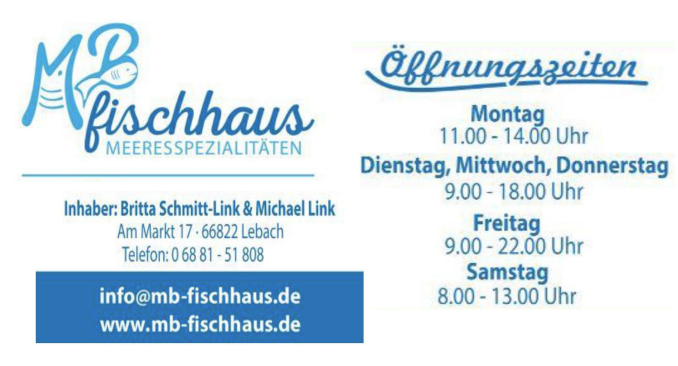 MB
fischhaus
MEERESSPEZIALITÄTEN
Inhaber: Britta Schmitt-Link & Michael Link
Am Markt 17 · 66822 Lebach
Telefon: 0 68 81 - 51 808
info@mb-fischhaus.de
www.mb-fischhaus.de
Öffnungszeiten
Montag
11.00 - 14.00 Uhr
Dienstag, Mittwoch, Donnerstag
9.00 - 18.00 Uhr
Freitag
9.00 - 22.00 Uhr
Samstag
8.00 - 13.00 Uhr